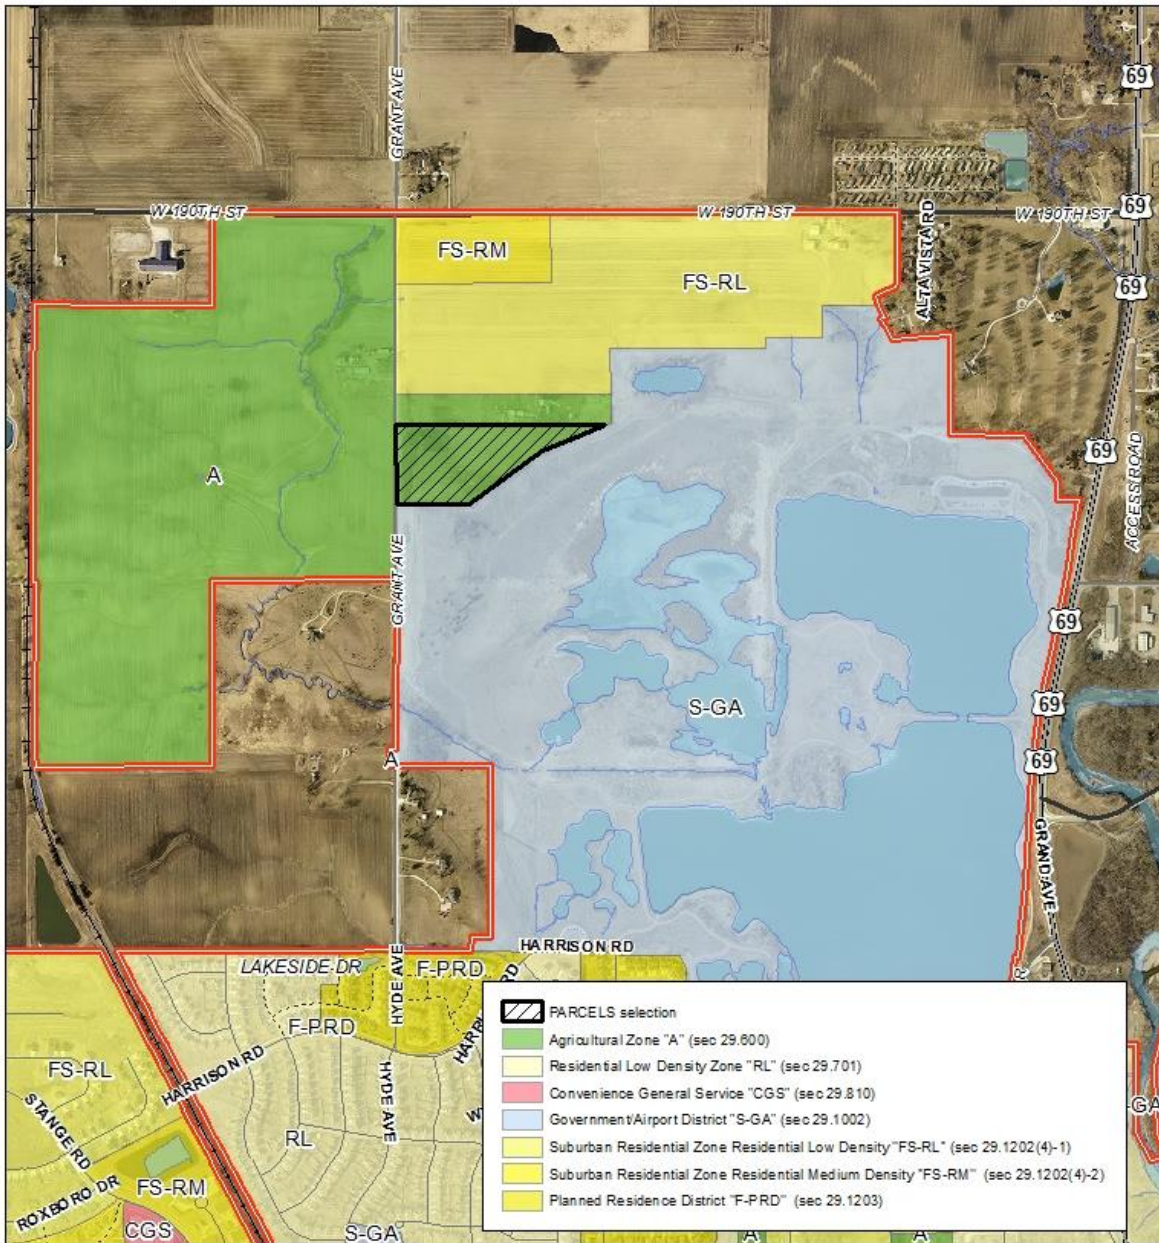 69
GRANT AVE
69
W 190TH ST
W 190TH ST
W 190TH ST
FS-RM
FS-RL
ALTA VISTA RD
69
69
ACCESS ROAD
A
GRANT AVE
69
S-GA
69
69
A
GRAND AVE
HARRISON RD
LAKESIDE DR
F-PRD
HYDE AVE
F-PRD
FS-RL
HARRISON RD
STANGE RD
HYDE AVE
RL
FS-RM
ROXBORO DR
CGS
S-GA
PARCELS selection
Agricultural Zone "A" (sec 29.600)
Residential Low Density Zone "RL" (sec 29.701)
Convenience General Service "CGS" (sec 29.810)
Government/Airport District "S-GA" (sec 29.1002)
Suburban Residential Zone Residential Low Density "FS-RL" (sec 29.1202(4)-1)
Suburban Residential Zone Residential Medium Density "FS-RM" (sec 29.1202(4)-2)
Planned Residence District "F-PRD" (sec 29.1203)
A
A